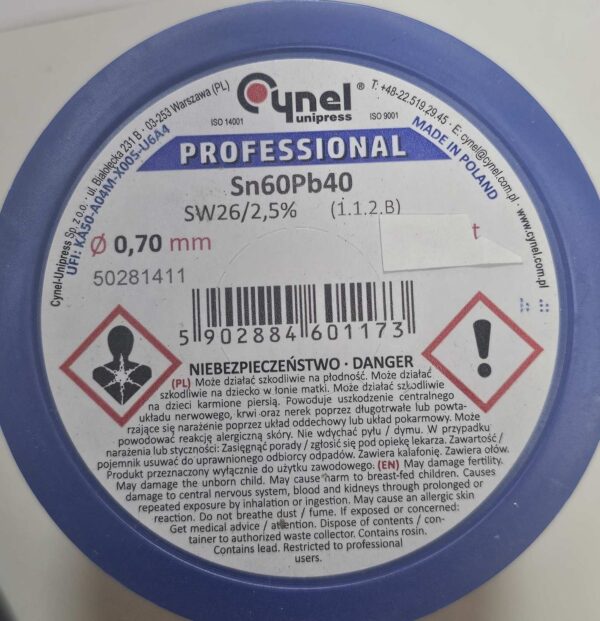 Cynel ®
unipress
ISO 14001
ISO 9001
Cynel-Unipress Sp. z o.o. · ul. Białołęcka 231 B · 03-253 Warszawa (PL)
T: +48-22.519.29.45 · E: cynel@cynel.com.pl · www.cynel.com.pl
UFI: KA50-A04M-X005-U6A4
MADE IN POLAND
PROFESSIONAL
Sn60Pb40
SW26/2,5% (1.1.2.B)
Ø 0,70 mm t
50281411
5 902884 601173
NIEBEZPIECZEŃSTWO · DANGER
(PL) Może działać szkodliwie na płodność. Może działać
szkodliwie na dziecko w łonie matki. Może działać szkodliwie
na dzieci karmione piersią. Powoduje uszkodzenie centralnego
układu nerwowego, krwi oraz nerek poprzez długotrwałe lub powta-
rzające się narażenie poprzez układ oddechowy lub układ pokarmowy. Może
powodować reakcję alergiczną skóry. Nie wdychać pyłu / dymu. W przypadku
narażenia lub styczności: Zasięgnąć porady / zgłosić się pod opiekę lekarza. Zawartość /
pojemnik usuwać do uprawnionego odbiorcy odpadów. Zawiera kalafonię. Zawiera ołów.
Produkt przeznaczony wyłącznie do użytku zawodowego. (EN) May damage fertility.
May damage the unborn child. May cause harm to breast-fed children. Causes
damage to central nervous system, blood and kidneys through prolonged or
repeated exposure by inhalation or ingestion. May cause an allergic skin
reaction. Do not breathe dust / fume. If exposed or concerned:
Get medical advice / attention. Dispose of contents / con-
tainer to authorized waste collector. Contains rosin.
Contains lead. Restricted to professional
users.